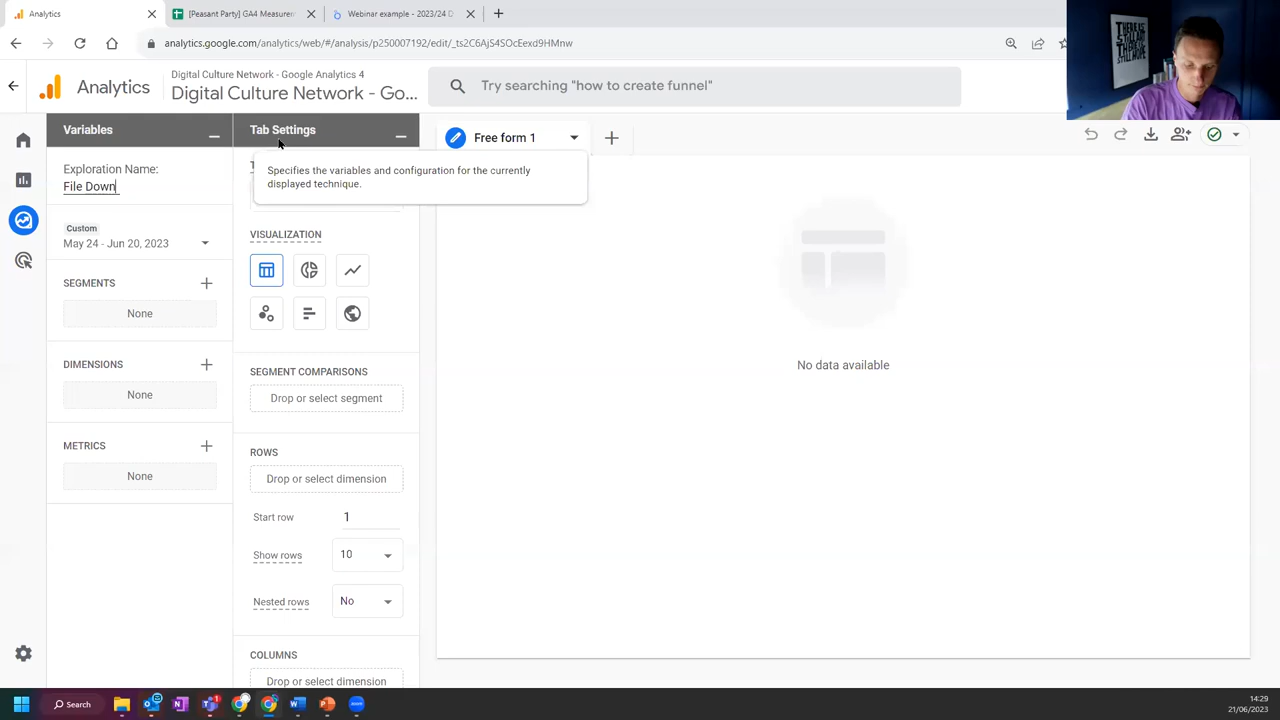 Analytics
[Peasant Party] GA4 Measurem
Webinar example - 2023/24 D
analytics.google.com/analytics/web/#/analysis/p250007192/edit/_ts2C6AjS4SOcEexd9HMnw
THERE IS
STILL
Analytics
Digital Culture Network - Google Analytics 4
Digital Culture Network - Go...
Try searching "how to create funnel"
Variables
Tab Settings
Free form 1
Exploration Name:
File Down
Specifies the variables and configuration for the currently
displayed technique.
Custom
May 24 - Jun 20, 2023
VISUALIZATION
SEGMENTS
None
DIMENSIONS
None
METRICS
None
SEGMENT COMPARISONS
Drop or select segment
ROWS
Drop or select dimension
Start row
1
Show rows
10
Nested rows
No
COLUMNS
Drop or select dimension
No data available
Search
14:29
21/06/2023